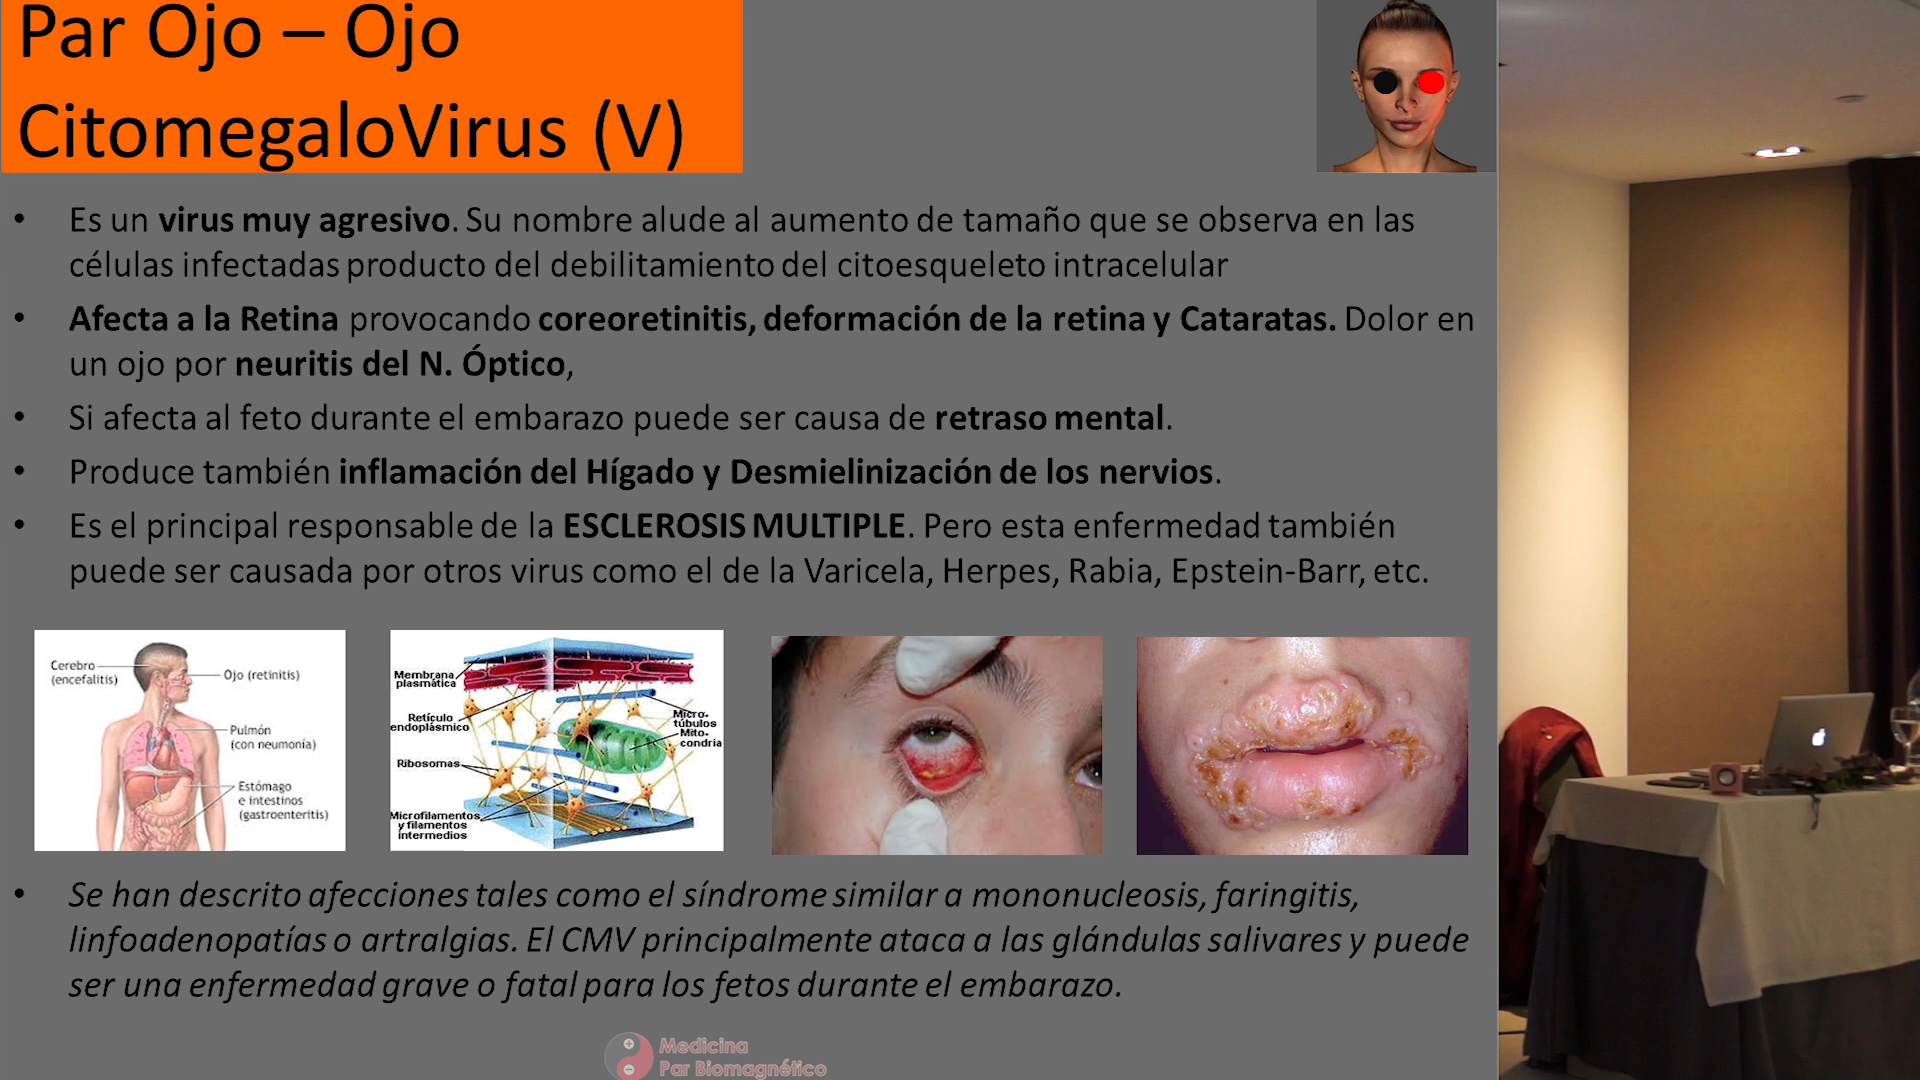 Par Ojo – Ojo
CitomegaloVirus (V)
• Es un virus muy agresivo. Su nombre alude al aumento de tamaño que se observa en las
células infectadas producto del debilitamiento del citoesqueleto intracelular
• Afecta a la Retina provocando coreoretinitis, deformación de la retina y Cataratas. Dolor en
un ojo por neuritis del N. Óptico,
• Si afecta al feto durante el embarazo puede ser causa de retraso mental.
• Produce también inflamación del Hígado y Desmielinización de los nervios.
• Es el principal responsable de la ESCLEROSIS MULTIPLE. Pero esta enfermedad también
puede ser causada por otros virus como el de la Varicela, Herpes, Rabia, Epstein-Barr, etc.
Cerebro
(encefalitis)
Ojo (retinitis)
Pulmón
(con neumonía)
Estómago
e intestinos
(gastroenteritis)
Membrana
plasmática
Retículo
endoplásmico
Ribosomas
Microfilamentos
y filamentos
intermedios
Micro-
túbulos
Mito-
condria
• Se han descrito afecciones tales como el síndrome similar a mononucleosis, faringitis,
linfoadenopatías o artralgias. El CMV principalmente ataca a las glándulas salivares y puede
ser una enfermedad grave o fatal para los fetos durante el embarazo.
Medicina
Par Biomagnético